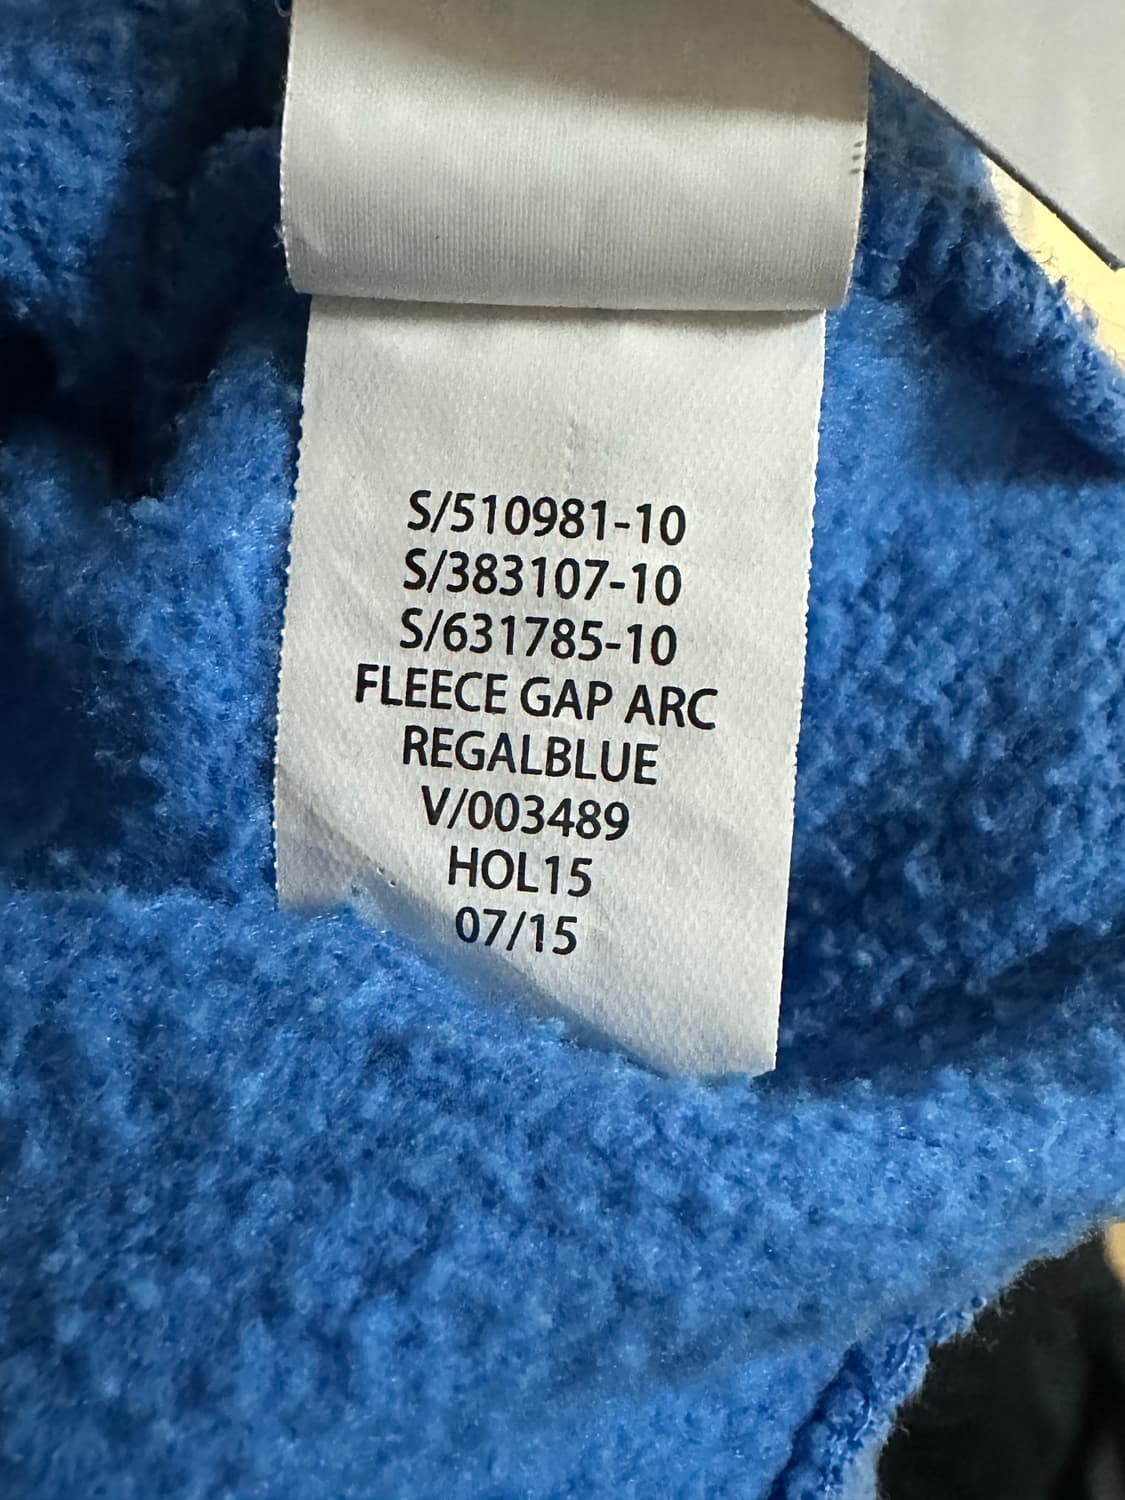 S/510981-10
S/383107-10
S/631785-10
FLEECE GAP ARC
REGALBLUE
V/003489
HOL15
07/15